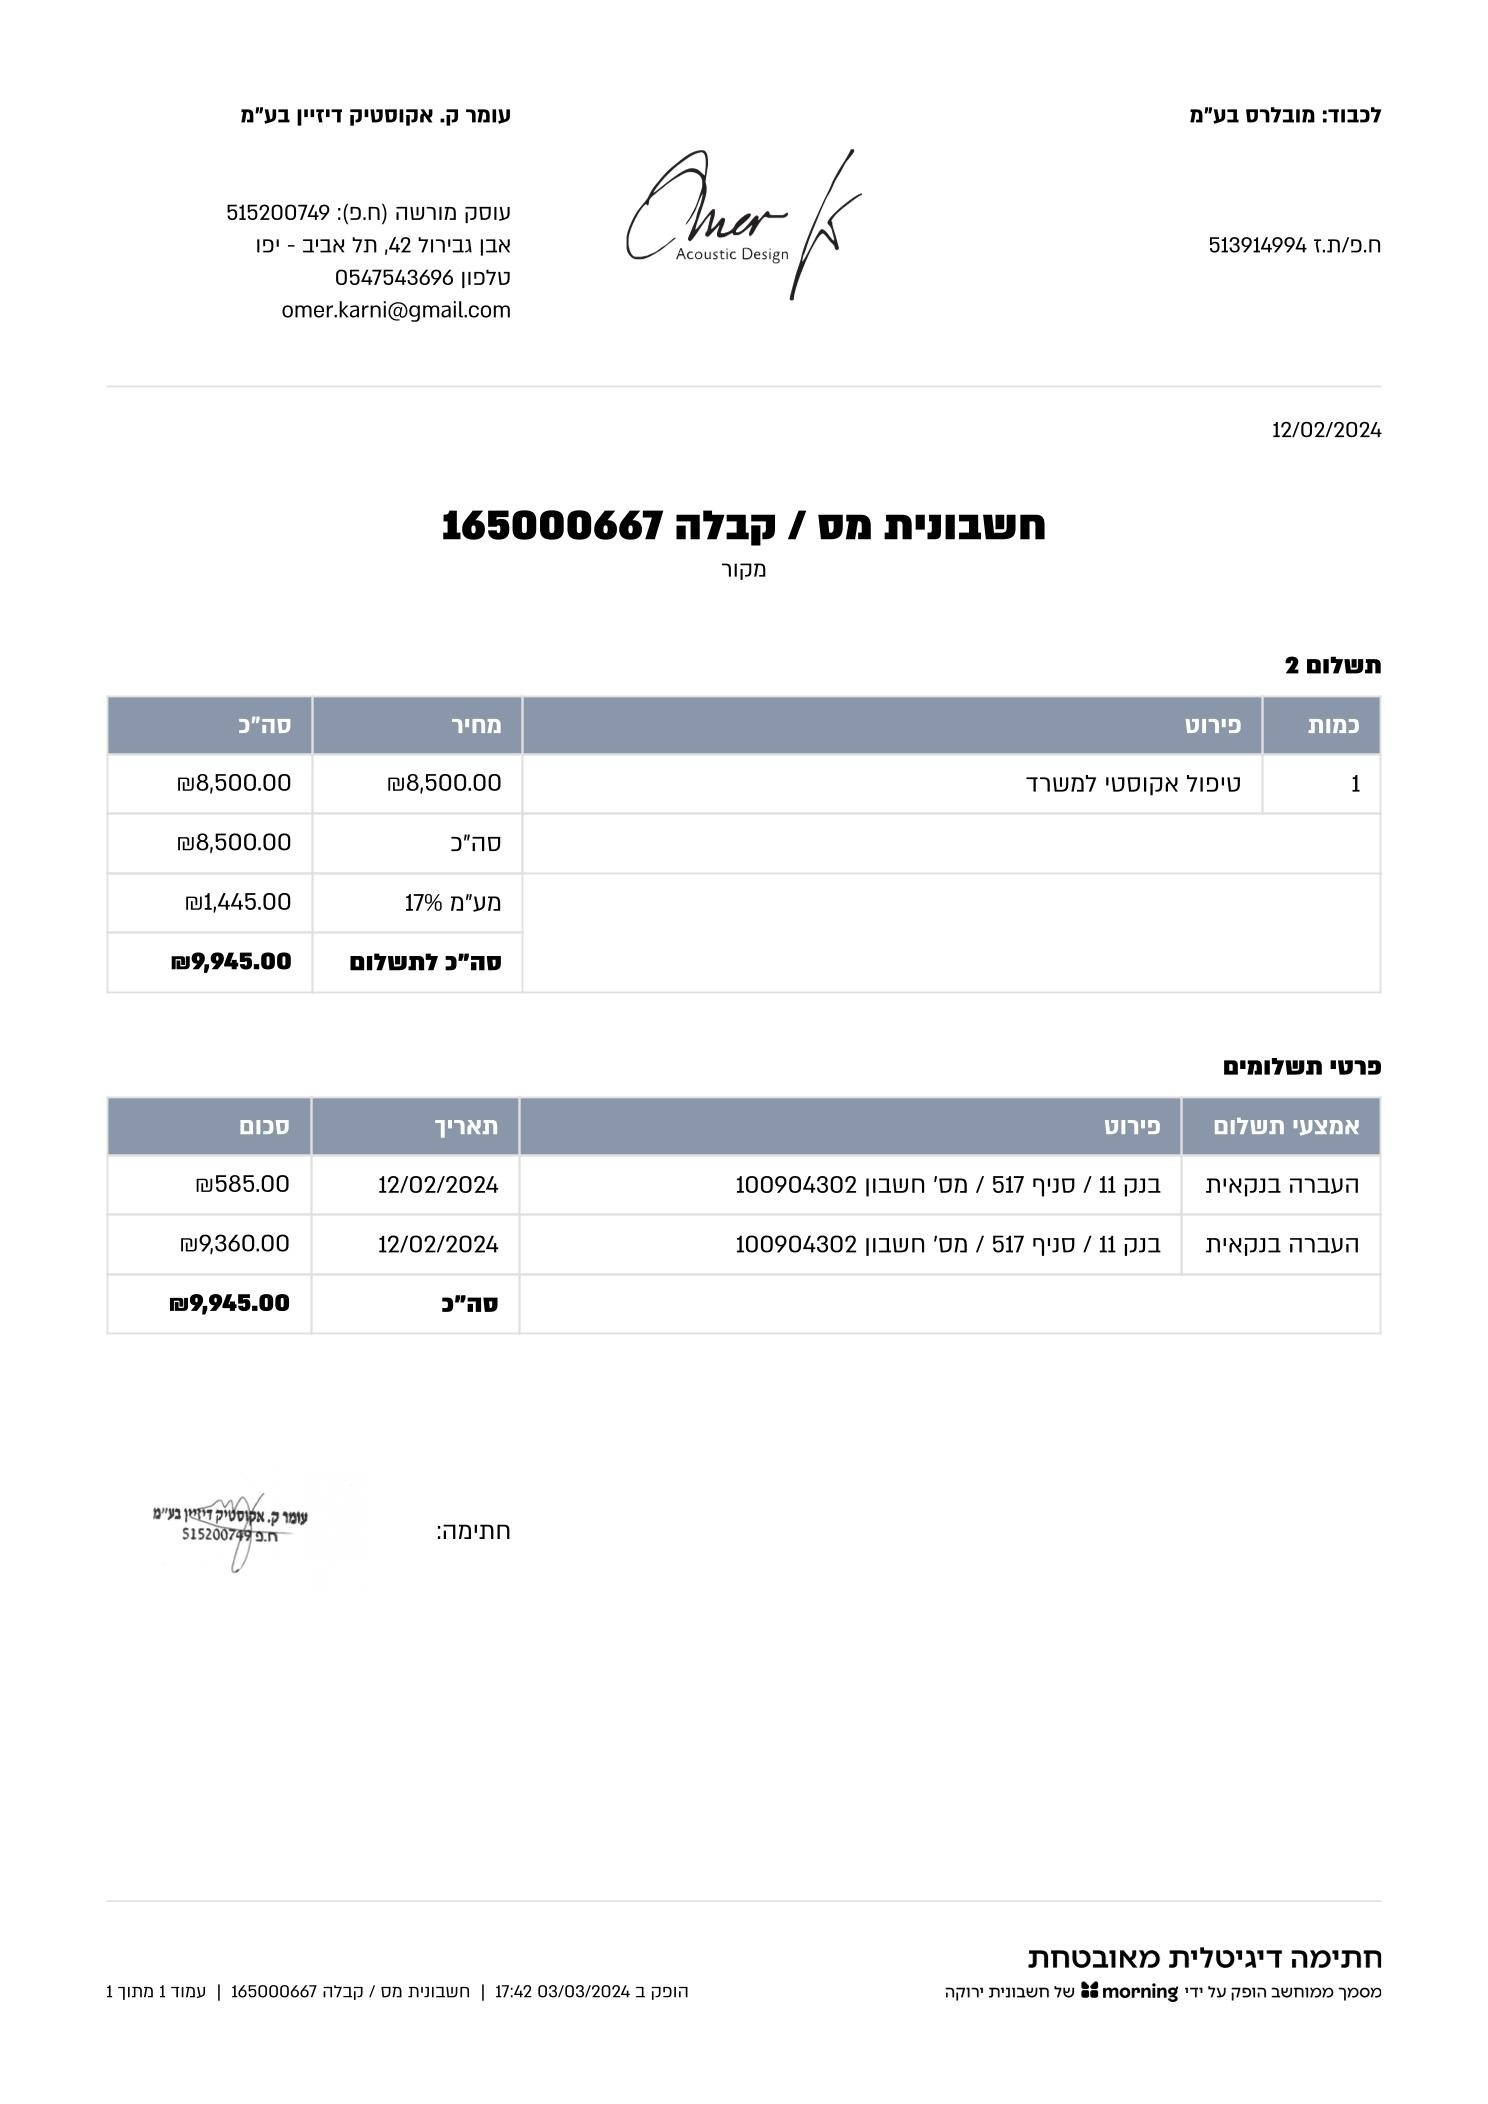 לכבוד: מובלרס בע"מ
ח.פ/ת.ז 513914994
Omer K
Acoustic Design
עומר ק. אקוסטיק דיזיין בע"מ
עוסק מורשה (ח.פ): 515200749
אבן גבירול 42, תל אביב - יפו
טלפון 0547543696
omer.karni@gmail.com
12/02/2024
חשבונית מס / קבלה 165000667
מקור
תשלום 2
כמות פירוט מחיר סה"כ
1 טיפול אקוסטי למשרד ₪8,500.00 ₪8,500.00
סה"כ ₪8,500.00
מע"מ 17% ₪1,445.00
סה"כ לתשלום ₪9,945.00
פרטי תשלומים
אמצעי תשלום פירוט תאריך סכום
העברה בנקאית בנק 11 / סניף 517 / מס' חשבון 100904302 12/02/2024 ₪585.00
העברה בנקאית בנק 11 / סניף 517 / מס' חשבון 100904302 12/02/2024 ₪9,360.00
סה"כ ₪9,945.00
חתימה:
עומר ק. אקוסטיק דיזיין בע"מ
ח.פ 515200749
חתימה דיגיטלית מאובטחת
מסמך ממוחשב הופק על ידי morning של חשבונית ירוקה
הופק ב 03/03/2024 17:42 | חשבונית מס / קבלה 165000667 | עמוד 1 מתוך 1